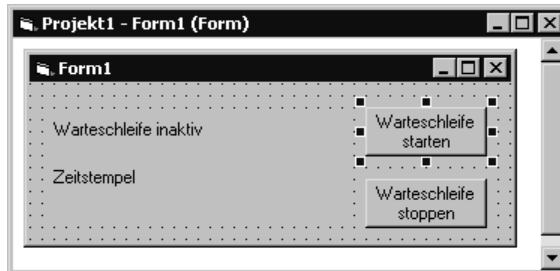 Projekt1 - Form1 (Form)
Form1
Warteschleife inaktiv
Warteschleife
starten
Zeitstempel
Warteschleife
stoppen